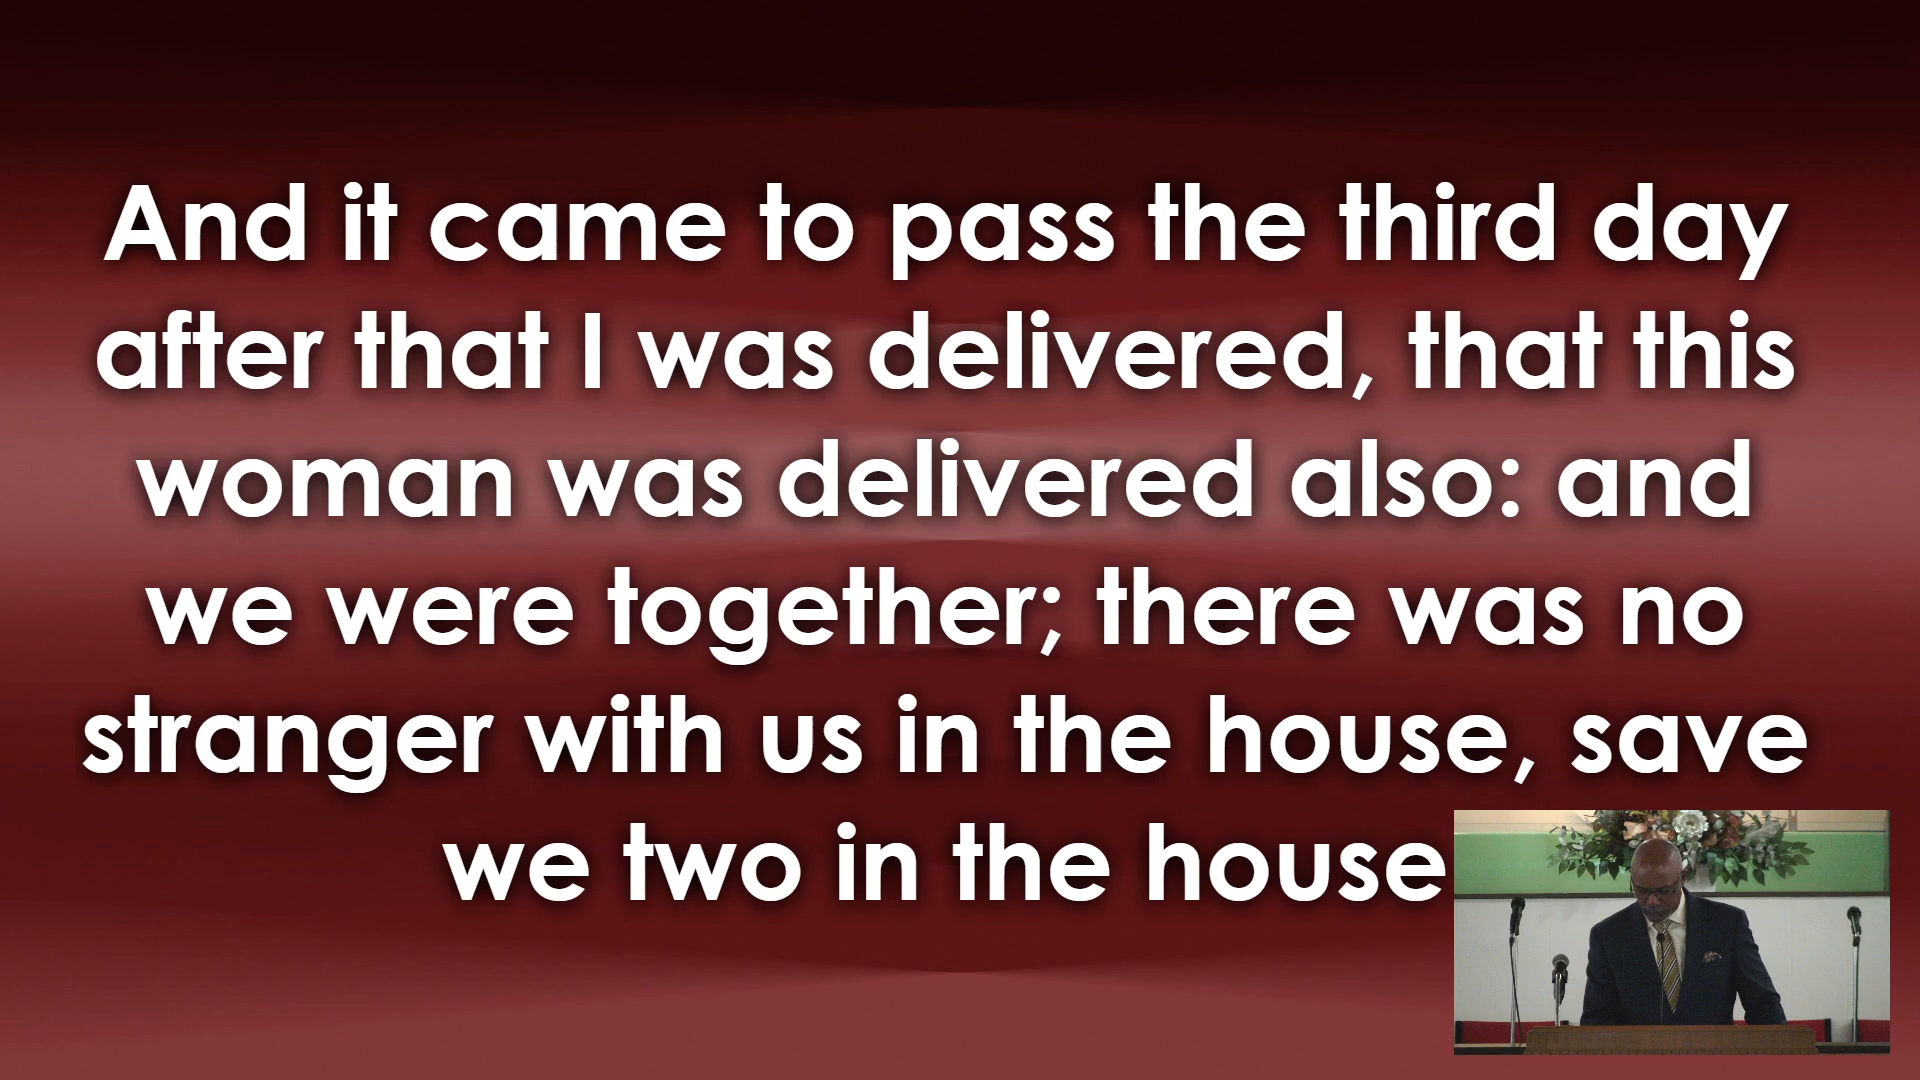 And it came to pass the third day
after that I was delivered, that this
woman was delivered also: and
we were together; there was no
stranger with us in the house, save
we two in the house